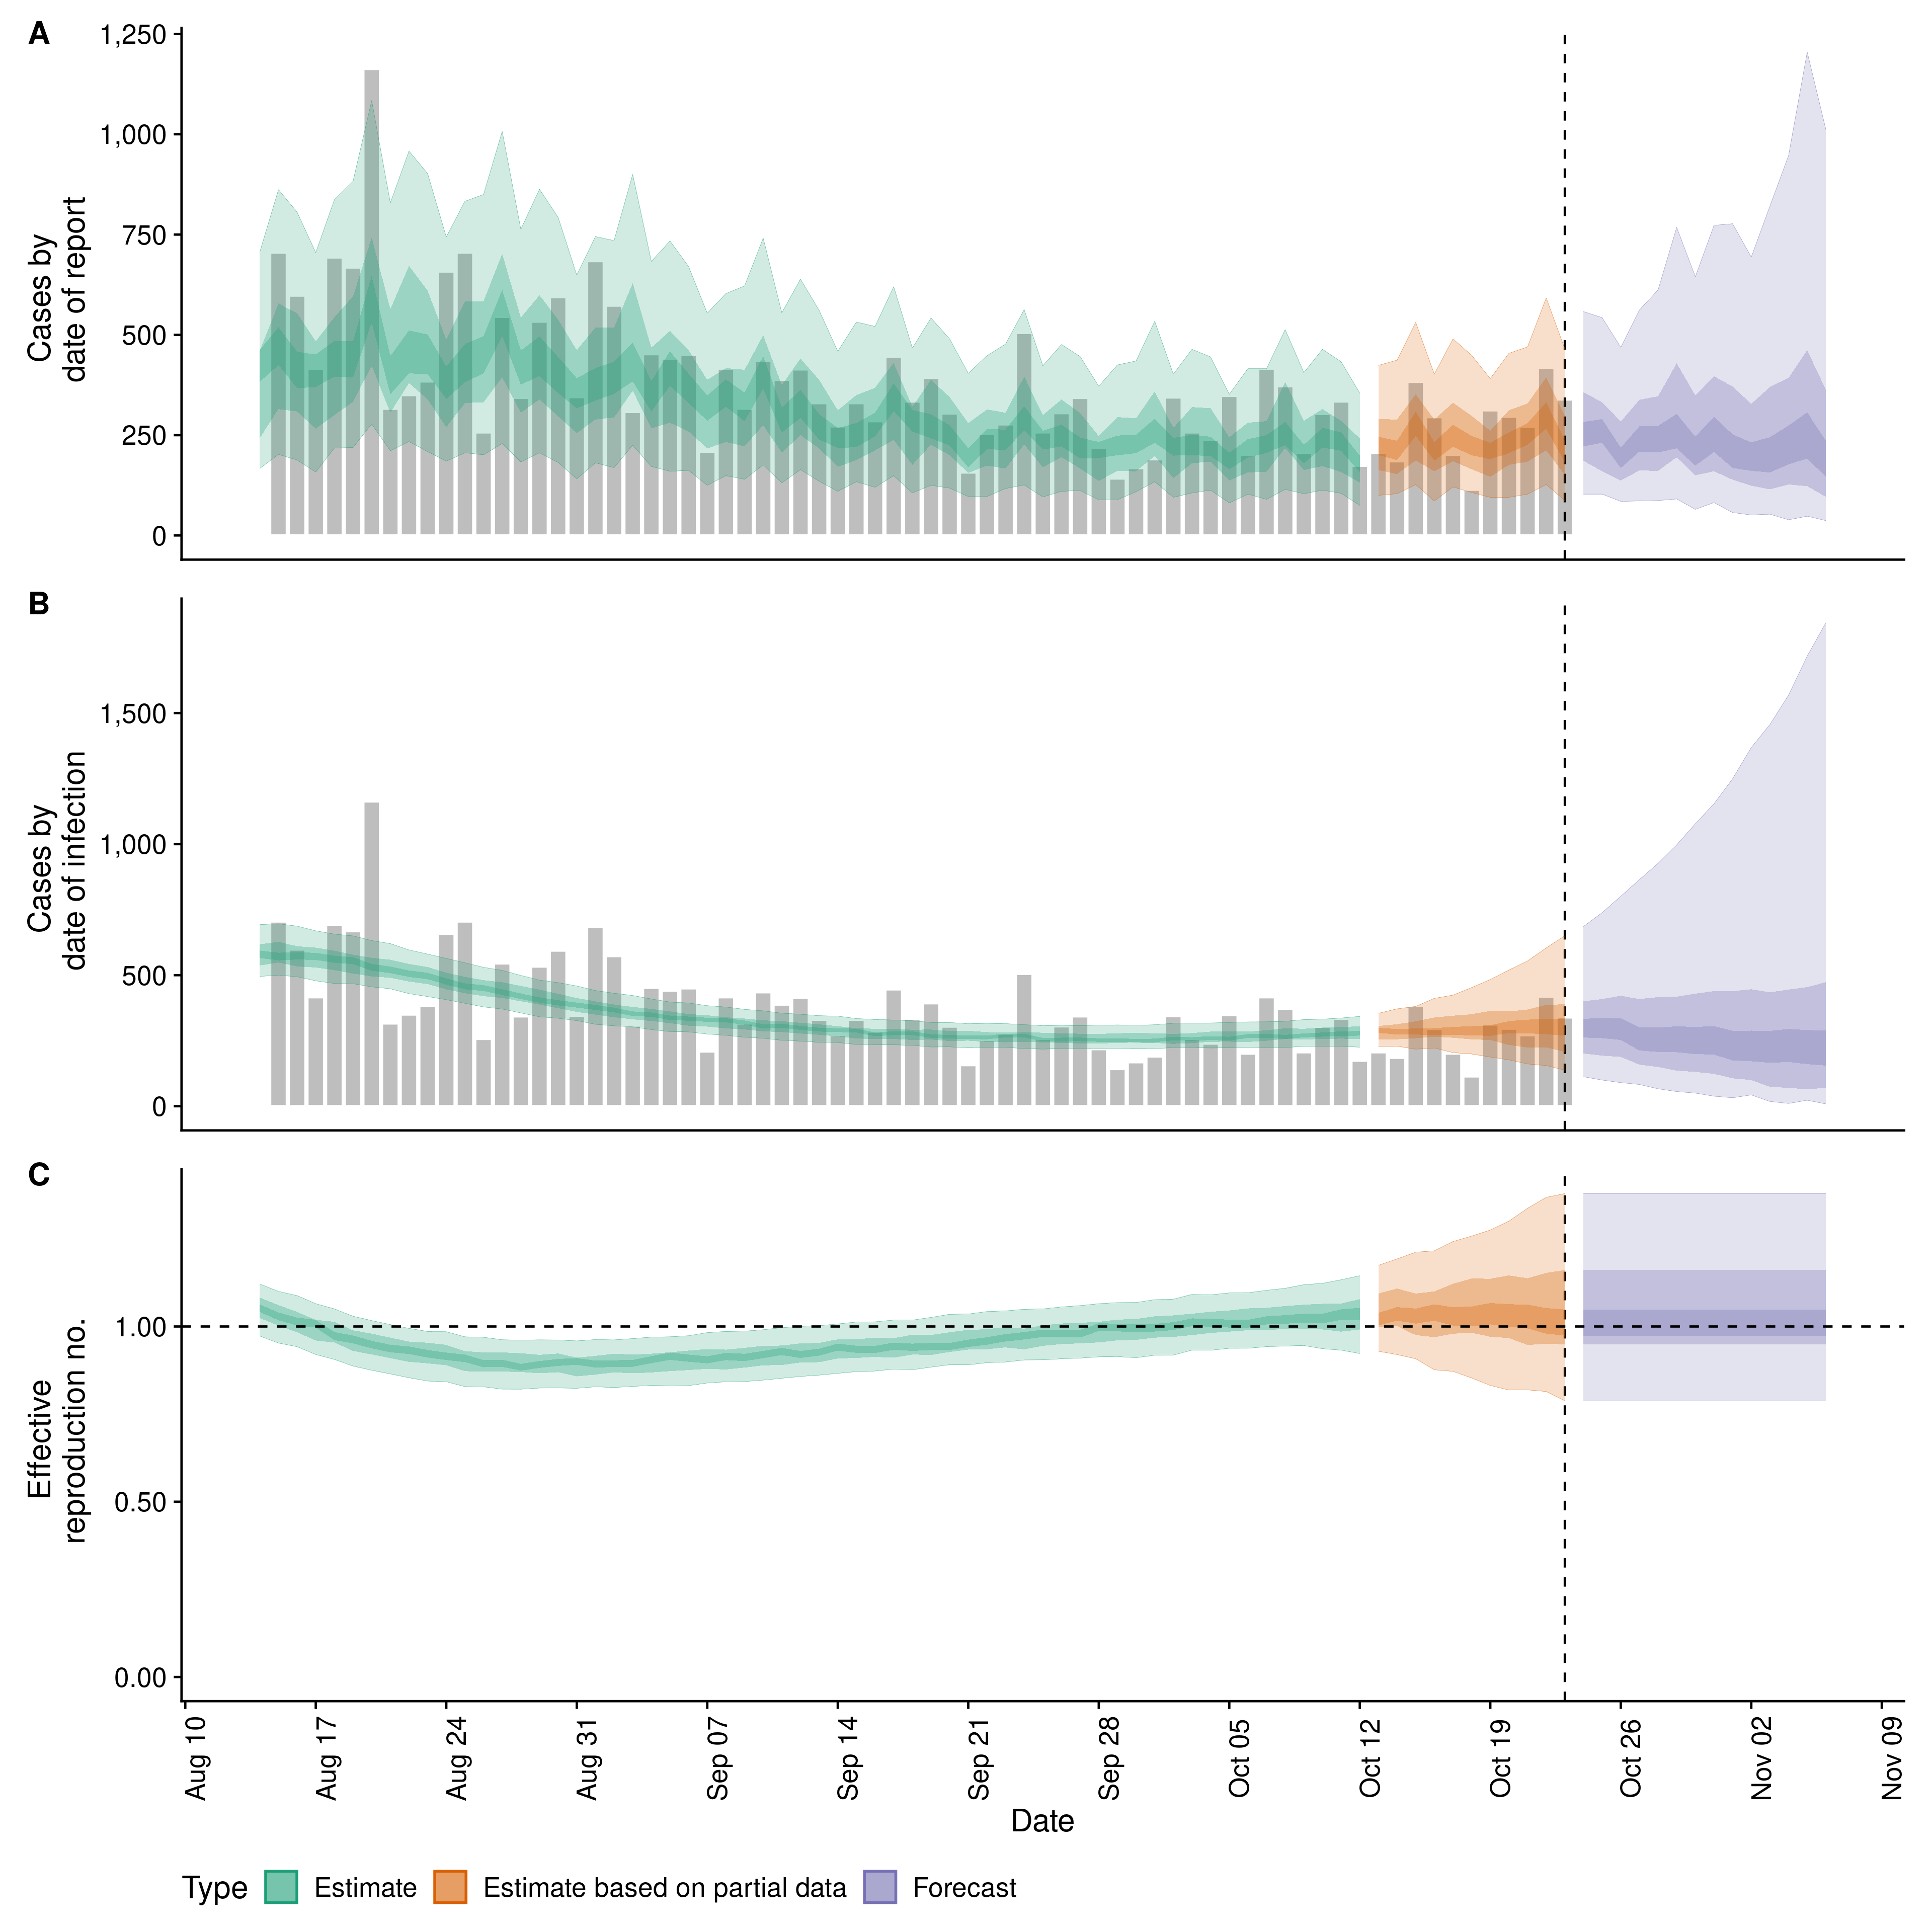 A
Cases by
date of report
1,250
1,000
750
500
250
0
B
Cases by
date of infection
1,500
1,000
500
0
C
Effective
reproduction no.
1.00
0.50
0.00
Aug 10
Aug 17
Aug 24
Aug 31
Sep 07
Sep 14
Sep 21
Sep 28
Oct 05
Oct 12
Oct 19
Oct 26
Nov 02
Nov 09
Date
Type Estimate Estimate based on partial data Forecast